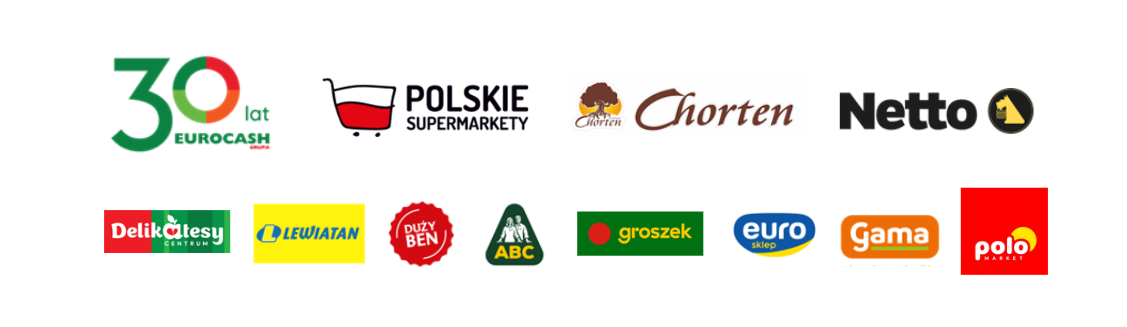 30 lat
EUROCASH
GRUPA
POLSKIE
SUPERMARKETY
Chorten
Chorten
Netto
Delikatesy
CENTRUM
LEWIATAN
DUŻY
BEN
ABC
groszek
euro
sklep
gama
polo
MARKET